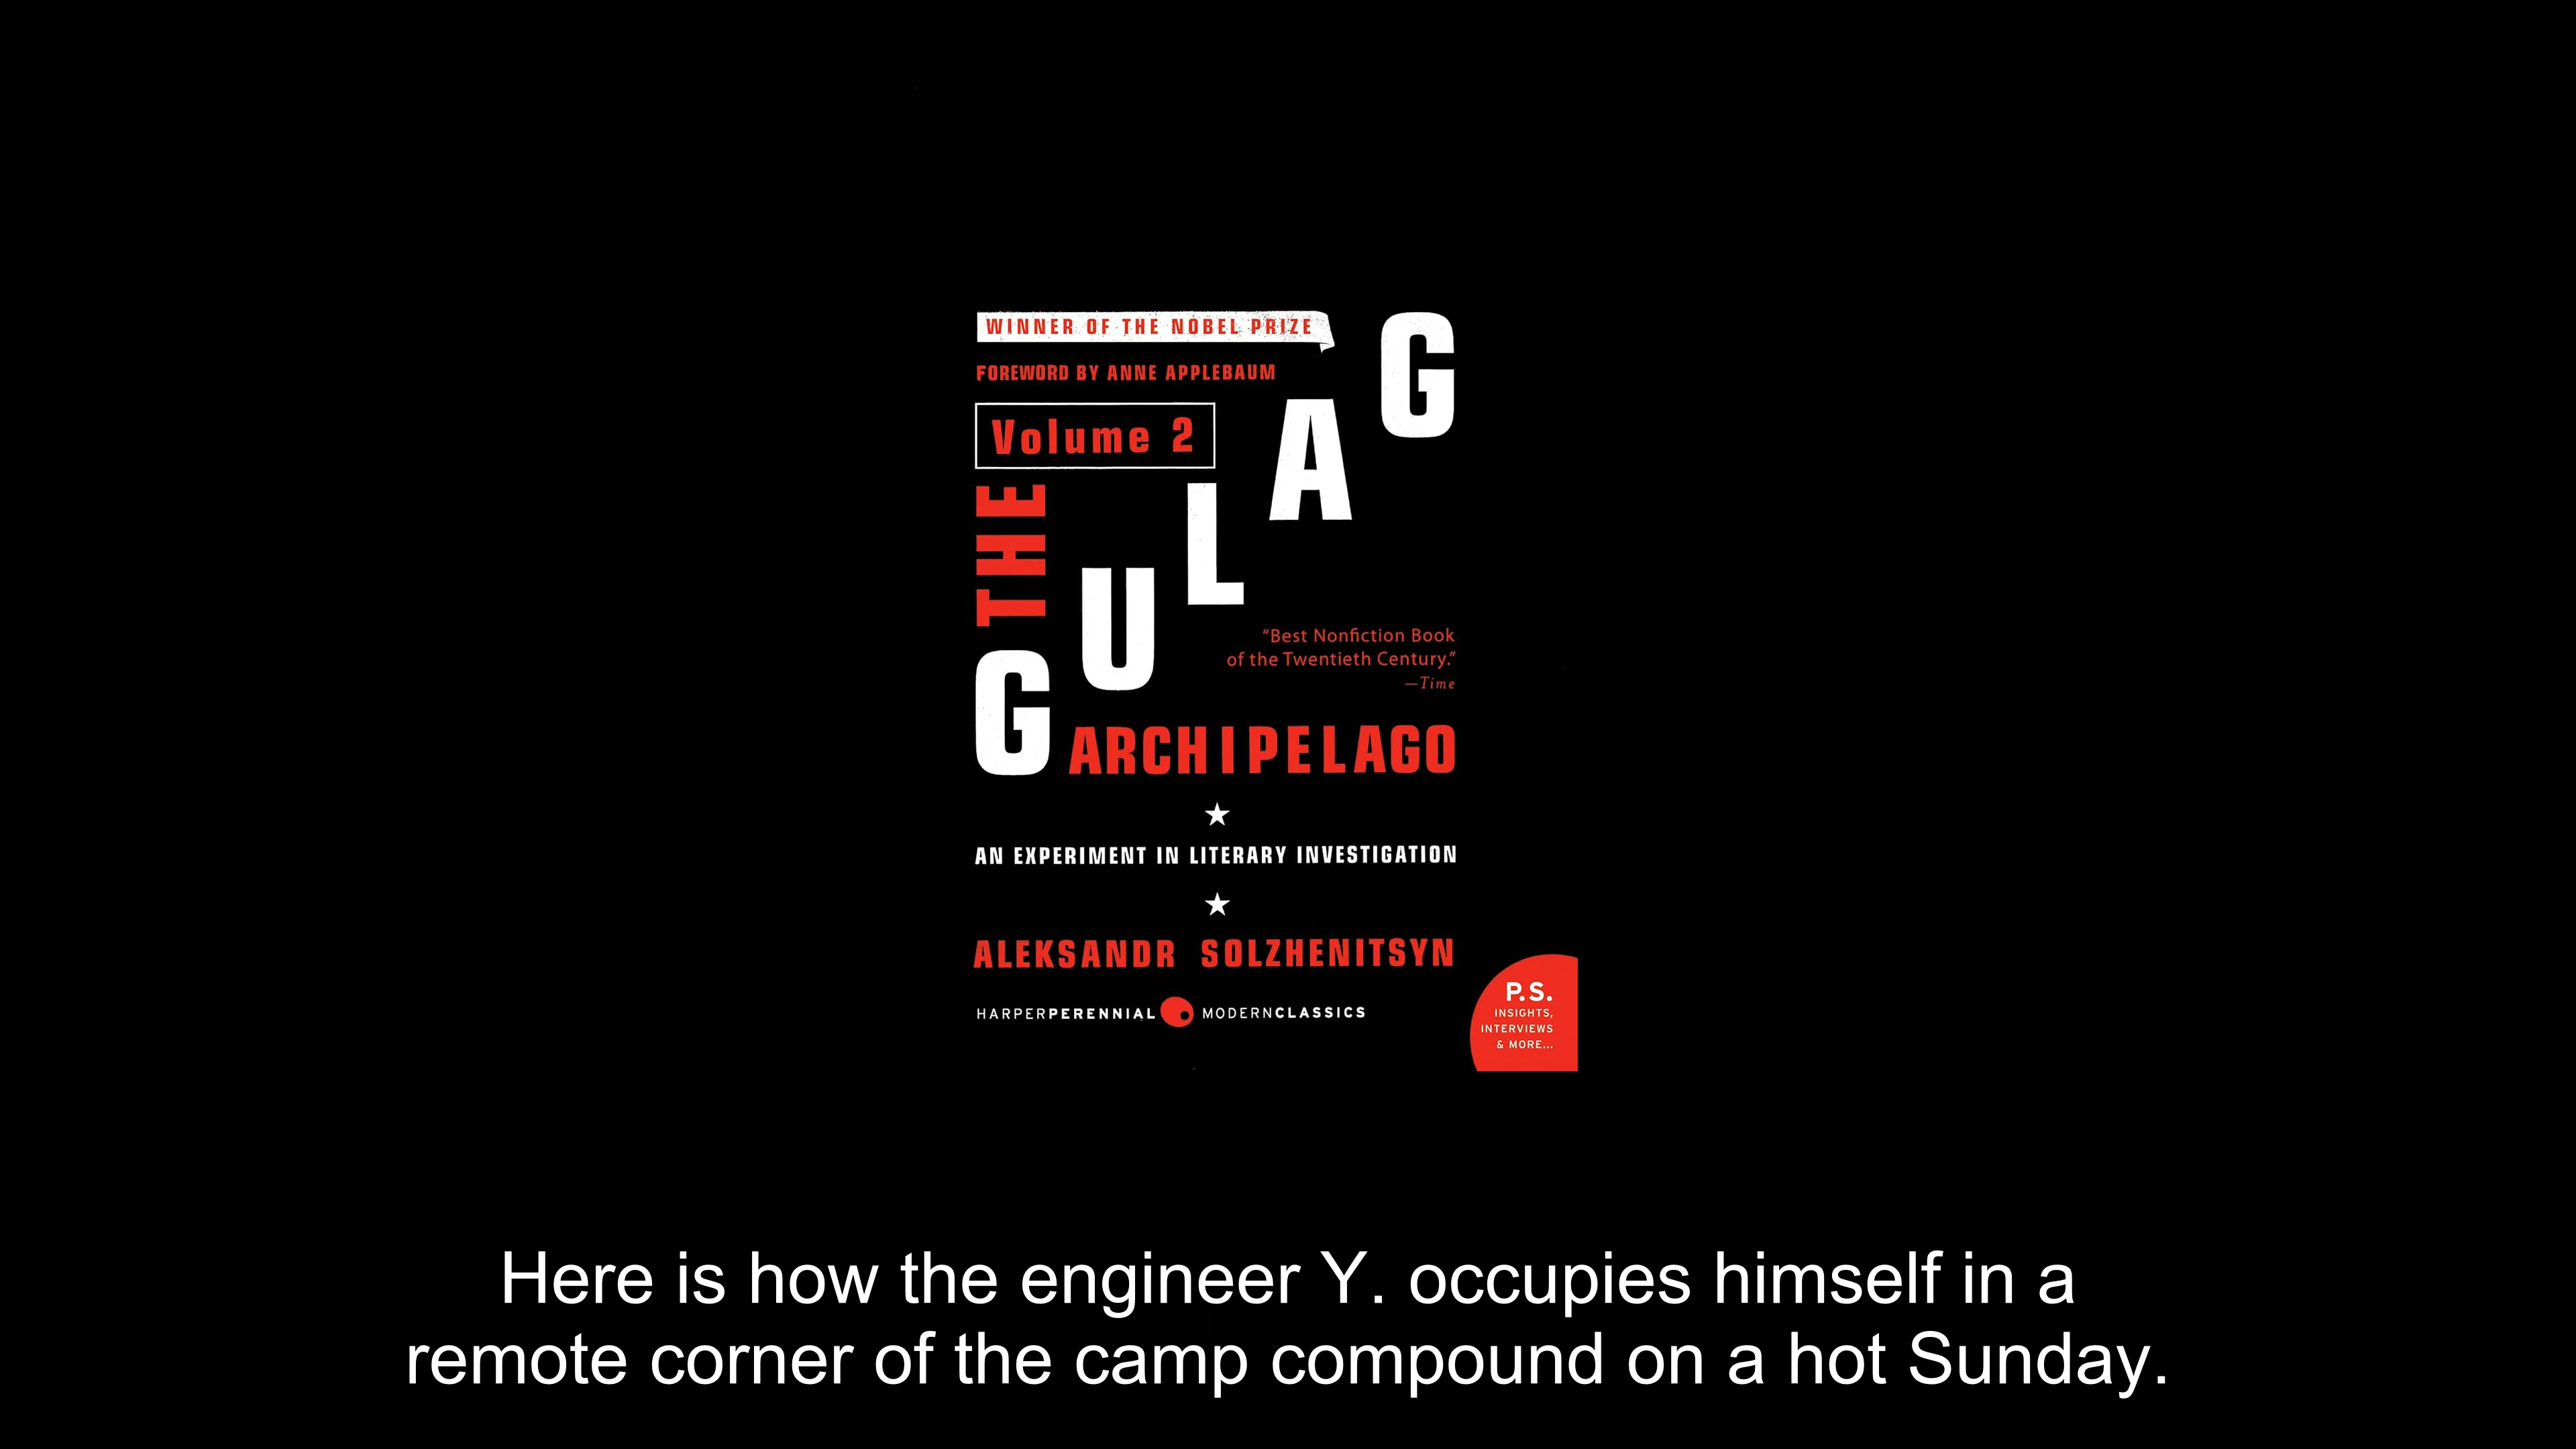 WINNER OF THE NOBEL PRIZE
FOREWORD BY ANNE APPLEBAUM
Volume 2
THE
GULAG
ARCHIPELAGO
"Best Nonfiction Book
of the Twentieth Century."
—Time
AN EXPERIMENT IN LITERARY INVESTIGATION
ALEKSANDR SOLZHENITSYN
HARPERPERENNIAL MODERNCLASSICS
P.S.
INSIGHTS,
INTERVIEWS
& MORE...
Here is how the engineer Y. occupies himself in a
remote corner of the camp compound on a hot Sunday.